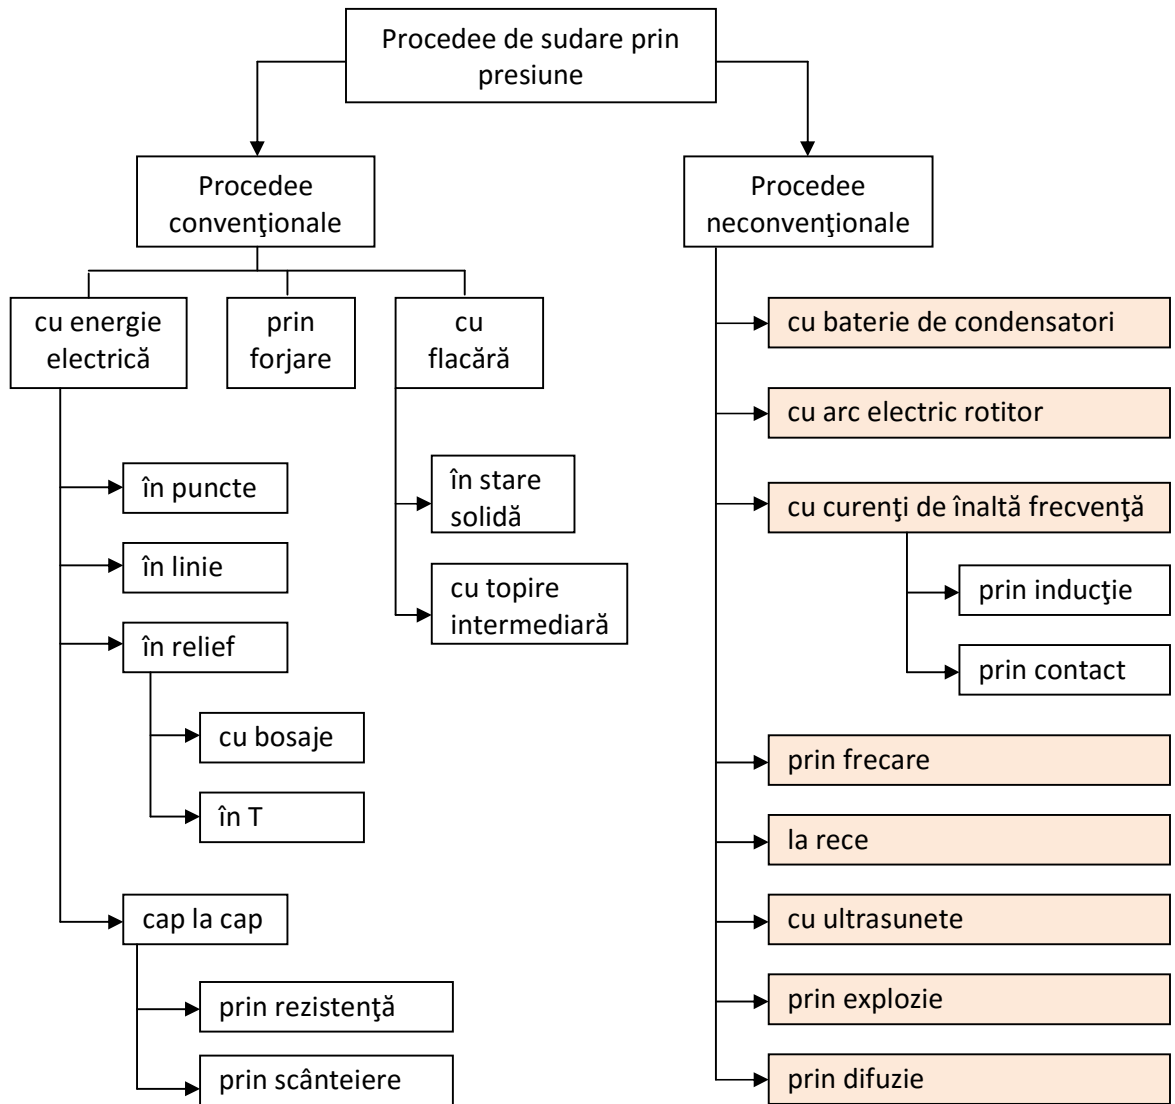 Procedee de sudare prin
presiune
Procedee
convenţionale
cu energie
electrică
prin
forjare
cu
flacără
în puncte
în linie
în relief
cu bosaje
în T
cap la cap
prin rezistenţă
prin scânteiere
în stare
solidă
cu topire
intermediară
Procedee
neconvenţionale
cu baterie de condensatori
cu arc electric rotitor
cu curenţi de înaltă frecvenţă
prin inducţie
prin contact
prin frecare
la rece
cu ultrasunete
prin explozie
prin difuzie